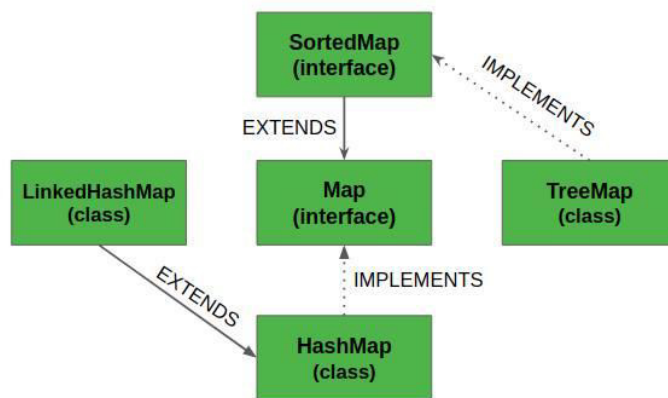 SortedMap
(interface)
IMPLEMENTS
EXTENDS
LinkedHashMap
(class)
Map
(interface)
TreeMap
(class)
EXTENDS
IMPLEMENTS
HashMap
(class)